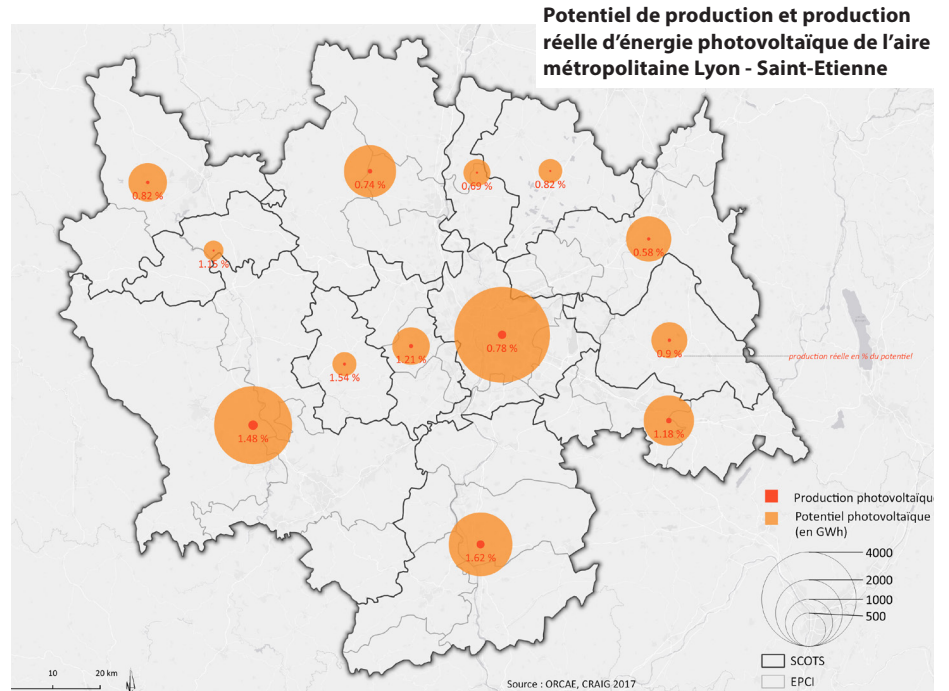 Potentiel de production et production
réelle d'énergie photovoltaïque de l'aire
métropolitaine Lyon - Saint-Etienne
0.82 %
0.74 %
0.69 %
0.82 %
1.15 %
0.58 %
0.78 %
1.21 %
1.54 %
0.9 %
production réelle en % du potentiel
1.48 %
1.18 %
1.62 %
Production photovoltaïqu
Potentiel photovoltaïque
(en GWh)
4000
2000
1000
500
SCOTS
EPCI
10 20 km
N
Source : ORCAE, CRAIG 2017